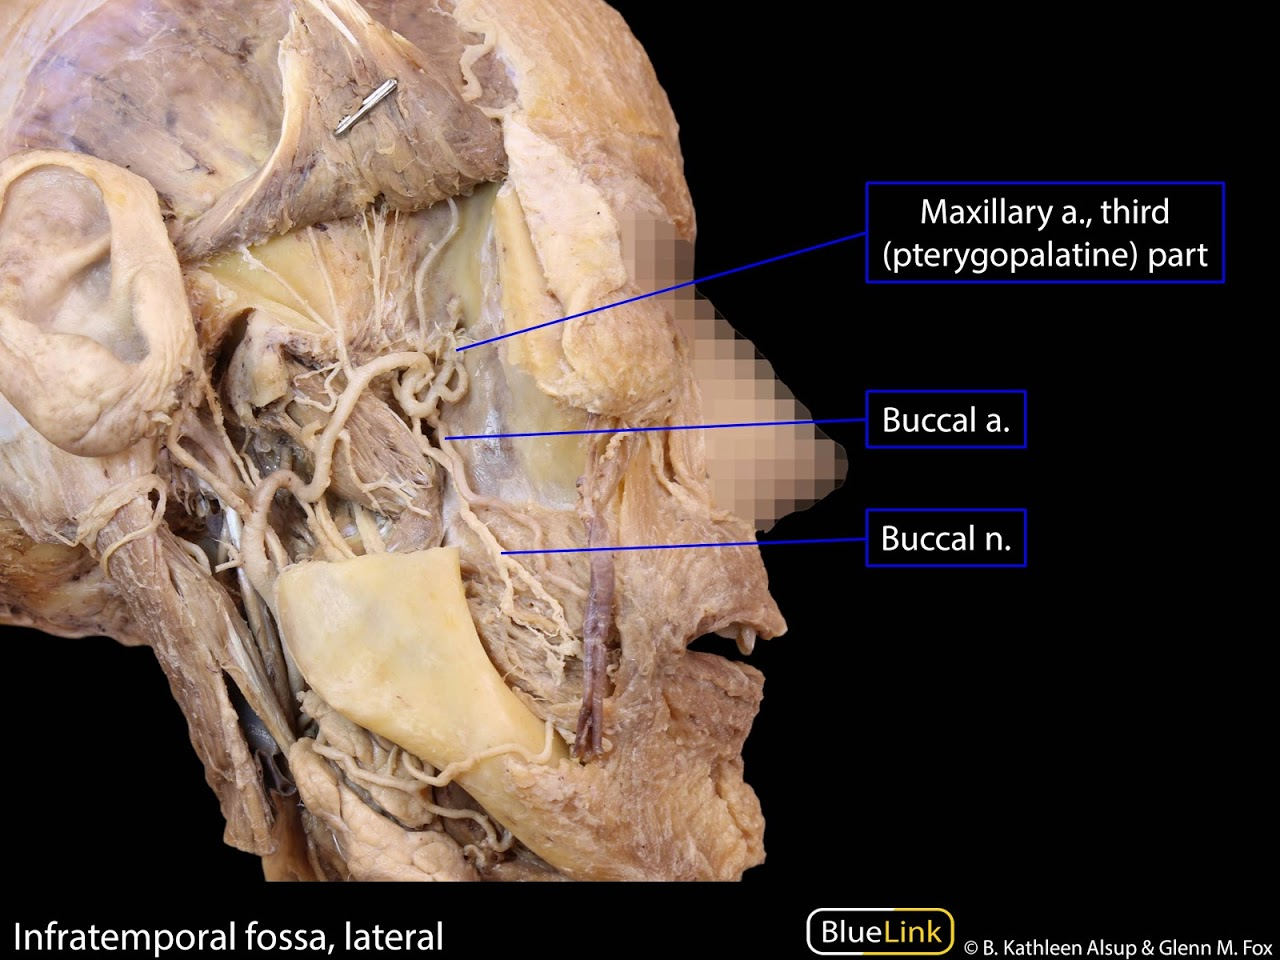 Maxillary a., third
(pterygopalatine) part
Buccal a.
Buccal n.
Infratemporal fossa, lateral
BlueLink
© B. Kathleen Alsup & Glenn M. Fox